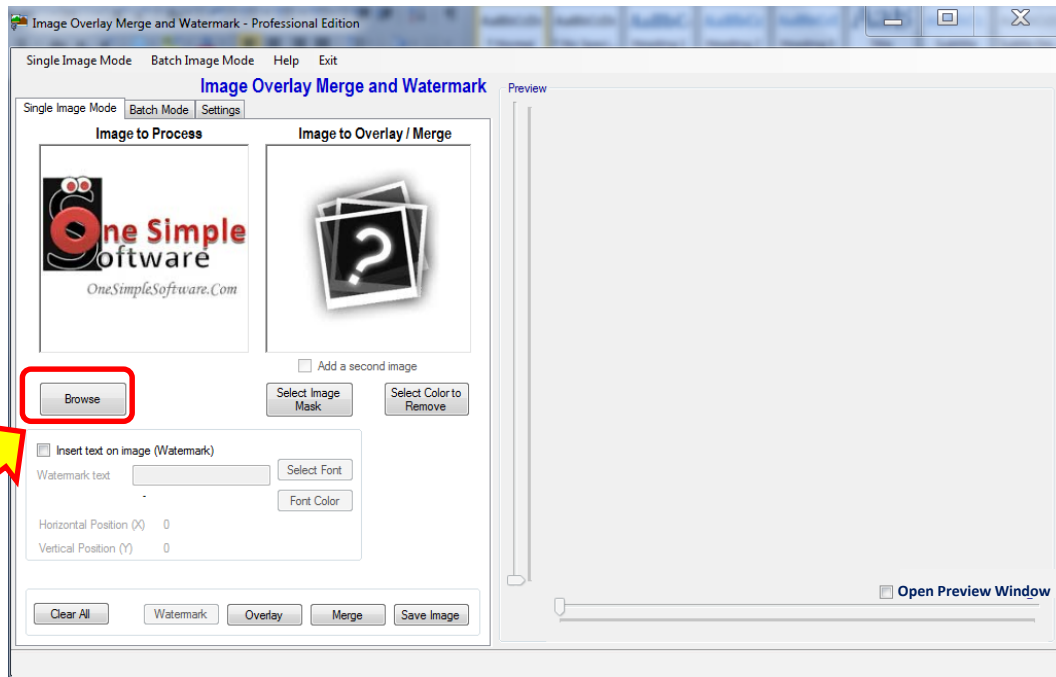 Image Overlay Merge and Watermark - Professional Edition
Single Image Mode Batch Image Mode Help Exit
Image Overlay Merge and Watermark
Preview
Single Image Mode Batch Mode Settings
Image to Process Image to Overlay / Merge
One Simple
Software
OneSimpleSoftware.Com
?
Add a second image
Browse
Select Image Mask
Select Color to Remove
Insert text on image (Watermark)
Watermark text
Select Font
-
Font Color
Horizontal Position (X) 0
Vertical Position (Y) 0
Open Preview Window
Clear All Watermark Overlay Merge Save Image